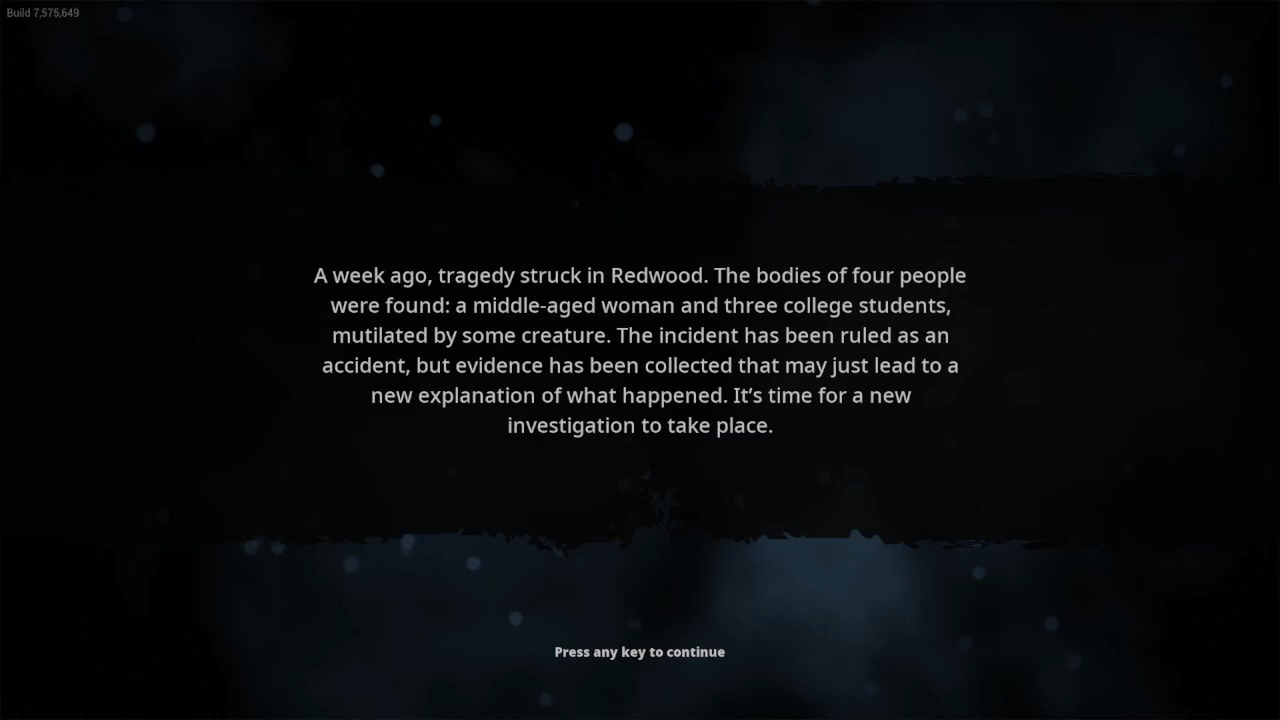 Build 7,575,649
A week ago, tragedy struck in Redwood. The bodies of four people
were found: a middle-aged woman and three college students,
mutilated by some creature. The incident has been ruled as an
accident, but evidence has been collected that may just lead to a
new explanation of what happened. It’s time for a new
investigation to take place.
Press any key to continue